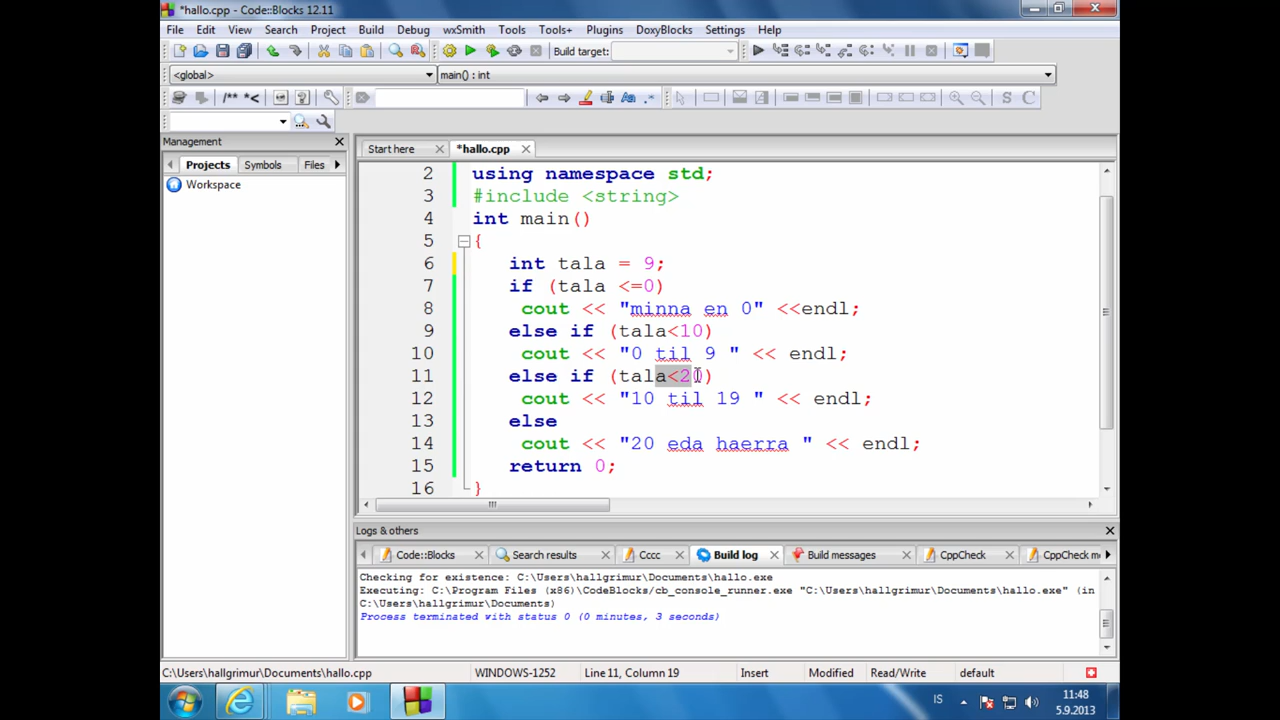 *hallo.cpp - Code::Blocks 12.11
File Edit View Search Project Build Debug wxSmith Tools Tools+ Plugins DoxyBlocks Settings Help
Build target:
<global> main() : int
/** *< Aa .* S C
Management
Start here *hallo.cpp
Projects Symbols Files
Workspace
2 using namespace std;
3 #include <string>
4 int main()
5 {
6 int tala = 9;
7 if (tala <=0)
8 cout << "minna en 0" <<endl;
9 else if (tala<10)
10 cout << "0 til 9 " << endl;
11 else if (tala<20)
12 cout << "10 til 19 " << endl;
13 else
14 cout << "20 eda haerra " << endl;
15 return 0;
16 }
Logs & others
Code::Blocks Search results Cccc Build log Build messages CppCheck CppCheck me
Checking for existence: C:\Users\hallgrimur\Documents\hallo.exe
Executing: C:\Program Files (x86)\CodeBlocks/cb_console_runner.exe "C:\Users\hallgrimur\Documents\hallo.exe" (in
C:\Users\hallgrimur\Documents)
Process terminated with status 0 (0 minutes, 3 seconds)
C:\Users\hallgrimur\Documents\hallo.cpp WINDOWS-1252 Line 11, Column 19 Insert Modified Read/Write default
IS 11:48
5.9.2013